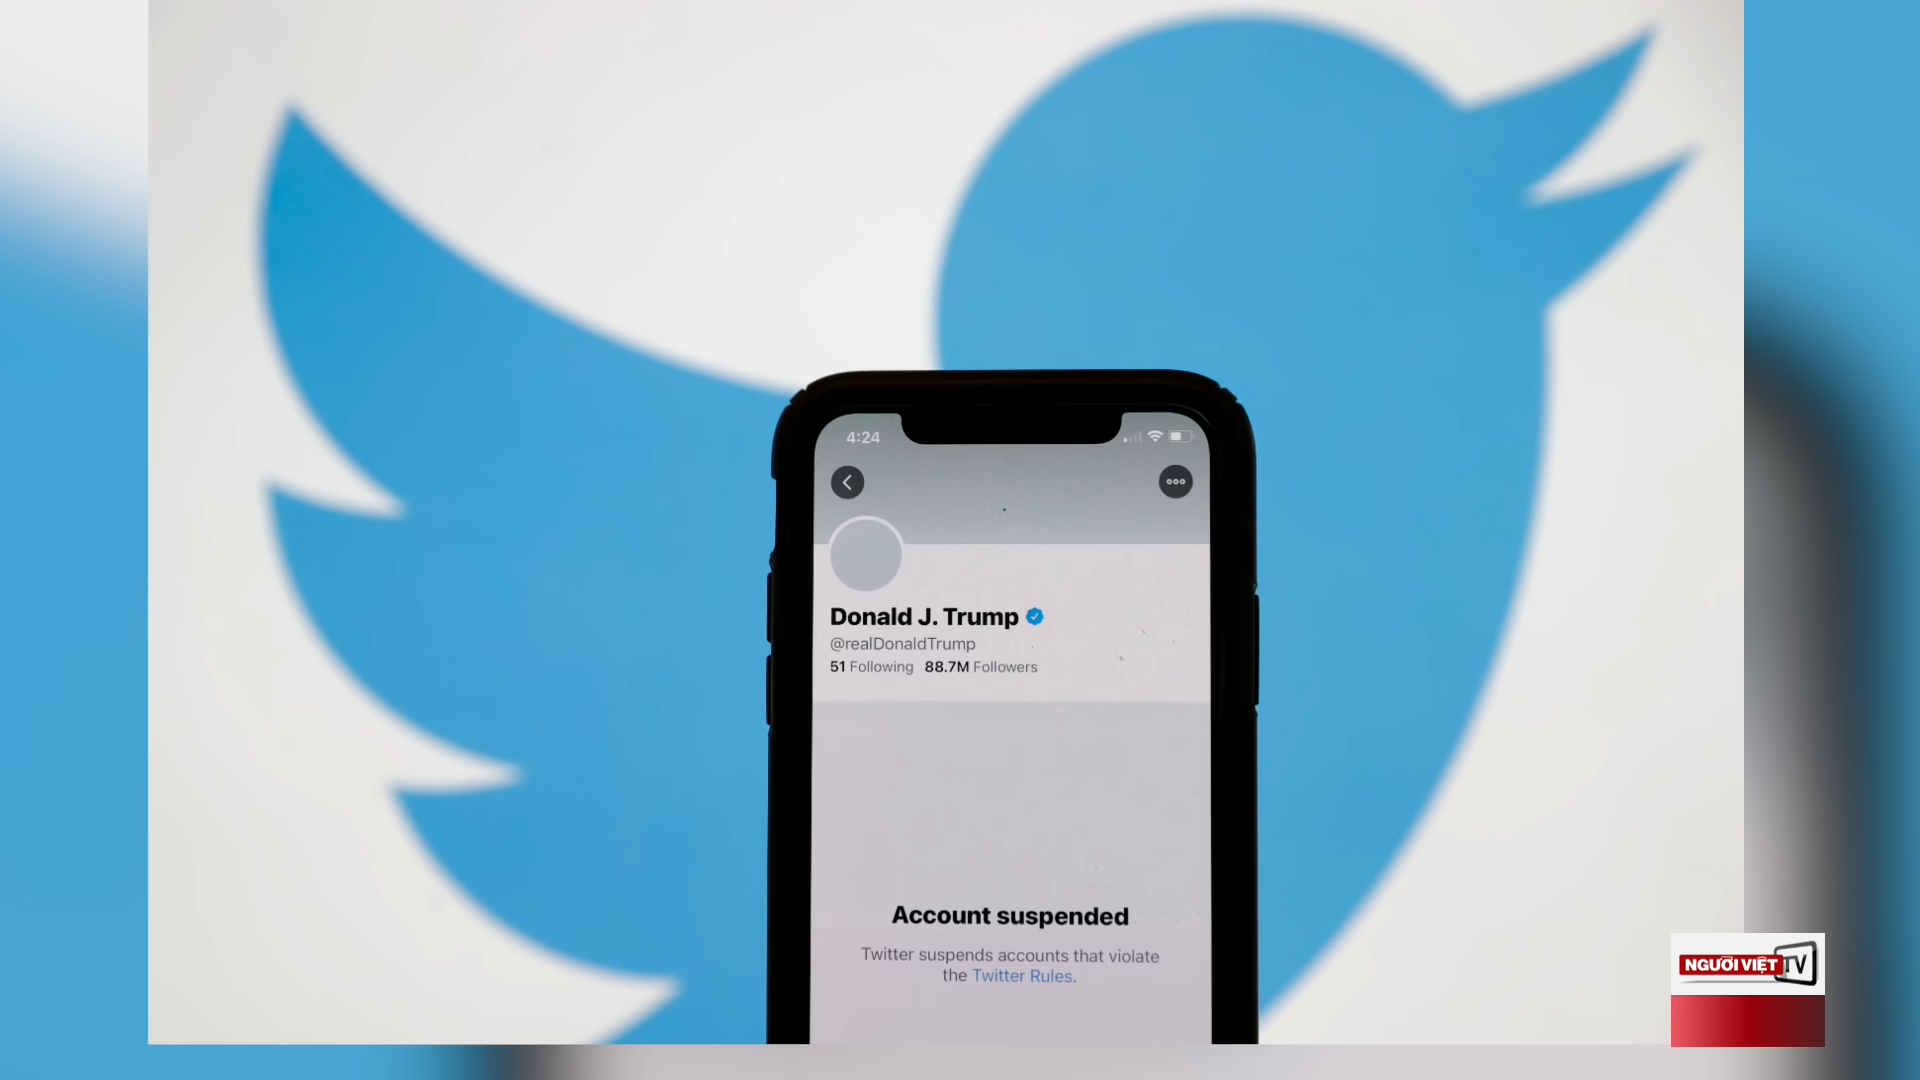 4:24
Donald J. Trump
@realDonaldTrump
51 Following 88.7M Followers
Account suspended
Twitter suspends accounts that violate
the Twitter Rules.
NGƯỜI VIỆT TV